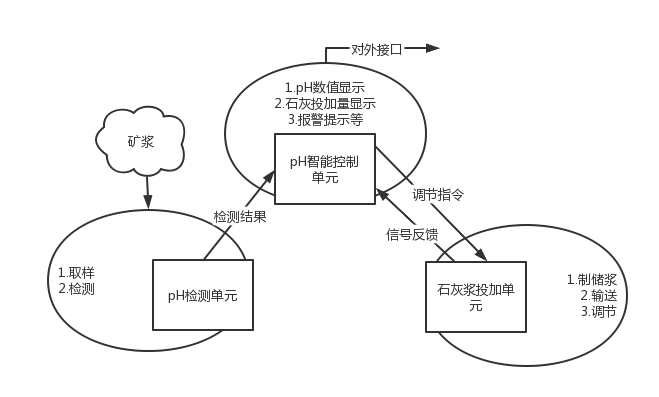 对外接口
1.pH数值显示
2.石灰投加量显示
3.报警提示等
矿浆
pH智能控制
单元
调节指令
检测结果
信号反馈
1.取样
2.检测
pH检测单元
石灰浆投加单
元
1.制储浆
2.输送
3.调节